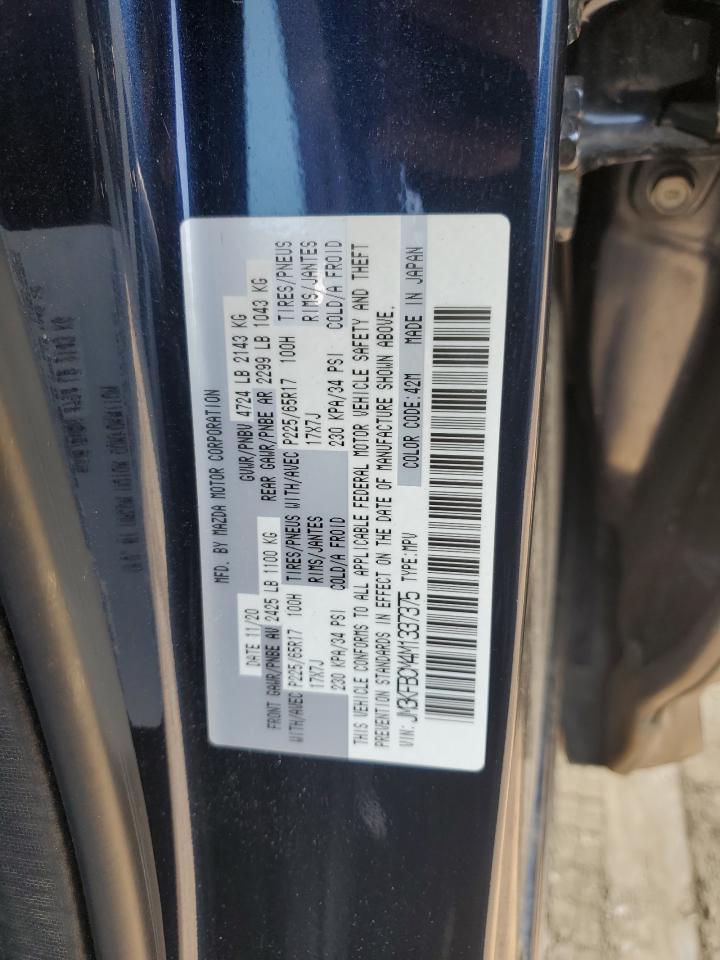 MFD. BY MAZDA MOTOR CORPORATION
DATE 11/20 GVWR/PNBV 4724 LB 2143 KG
FRONT GAWR/PNBE AV 2425 LB 1100 KG REAR GAWR/PNBE AR 2299 LB 1043 KG
WITH/AVEC P225/65R17 100H TIRES/PNEUS WITH/AVEC P225/65R17 100H TIRES/PNEUS
17X7J RIMS/JANTES 17X7J RIMS/JANTES
230 KPA/34 PSI COLD/A FROID 230 KPA/34 PSI COLD/A FROID
THIS VEHICLE CONFORMS TO ALL APPLICABLE FEDERAL MOTOR VEHICLE SAFETY AND THEFT
PREVENTION STANDARDS IN EFFECT ON THE DATE OF MANUFACTURE SHOWN ABOVE.
VIN: JM3KFBCM4M1337375 TYPE:MPV COLOR CODE:42M MADE IN JAPAN